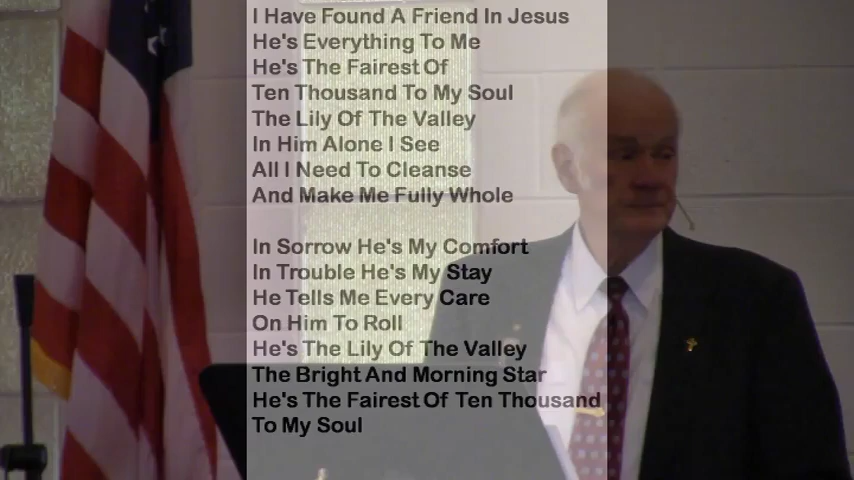 I Have Found A Friend In Jesus
He's Everything To Me
He's The Fairest Of
Ten Thousand To My Soul
The Lily Of The Valley
In Him Alone I See
All I Need To Cleanse
And Make Me Fully Whole
In Sorrow He's My Comfort
In Trouble He's My Stay
He Tells Me Every Care
On Him To Roll
He's The Lily Of The Valley
The Bright And Morning Star
He's The Fairest Of Ten Thousand
To My Soul